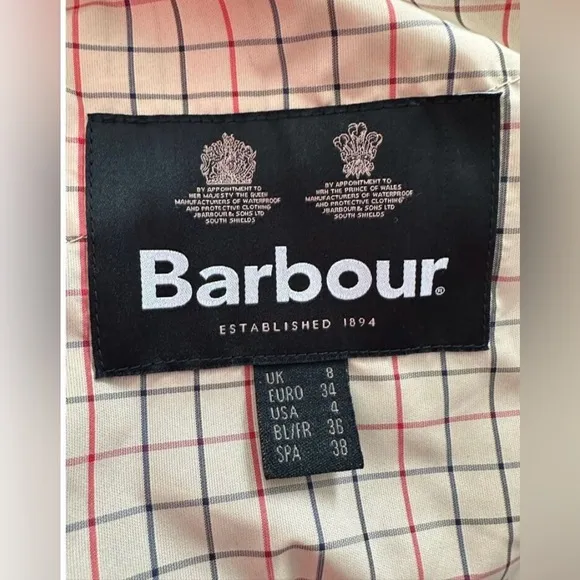 BY APPOINTMENT TO
HER MAJESTY THE QUEEN
MANUFACTURERS OF WATERPROOF
AND PROTECTIVE CLOTHING
JBARBOUR & SONS LTD
SOUTH SHIELDS
BY APPOINTMENT TO
HRH THE PRINCE OF WALES
MANUFACTURERS OF WATERPROOF
AND PROTECTIVE CLOTHING
JBARBOUR & SONS LTD
SOUTH SHIELDS
Barbour®
ESTABLISHED 1894
UK 8
EURO 34
USA 4
BL/FR 36
SPA 38